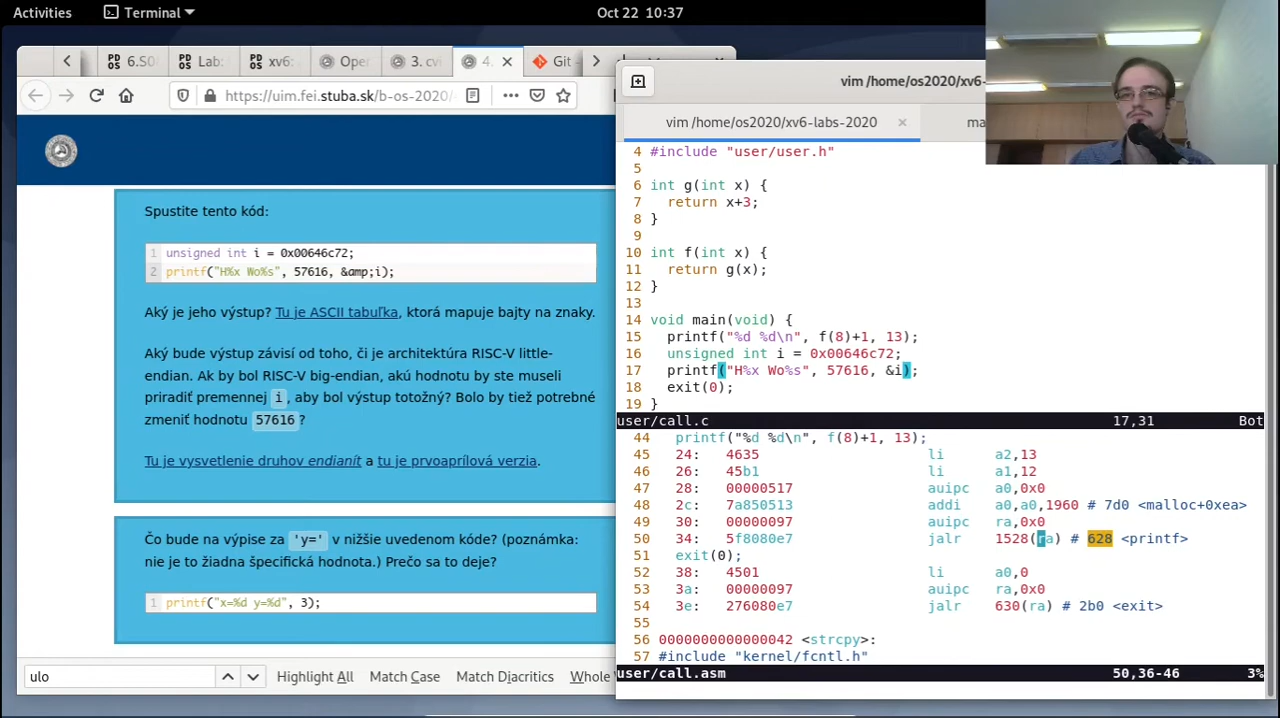 Activities
Terminal
Oct 22 10:37
6.S0
Lab:
xv6:
Oper
3. cvi
4.
Git -
https://uim.fei.stuba.sk/b-os-2020/
Spustite tento kód:
1 unsigned int i = 0x00646c72;
2 printf("H%x Wo%s", 57616, &amp;i);
Aký je jeho výstup? Tu je ASCII tabuľka, ktorá mapuje bajty na znaky.
Aký bude výstup závisí od toho, či je architektúra RISC-V little-
endian. Ak by bol RISC-V big-endian, akú hodnotu by ste museli
priradiť premennej i, aby bol výstup totožný? Bolo by tiež potrebné
zmeniť hodnotu 57616?
Tu je vysvetlenie druhov endianít a tu je prvoaprílová verzia.
Čo bude na výpise za 'y=' v nižšie uvedenom kóde? (poznámka:
nie je to žiadna špecifická hodnota.) Prečo sa to deje?
1 printf("x=%d y=%d", 3);
ulo
Highlight All
Match Case
Match Diacritics
Whole
vim /home/os2020/xv6-
vim /home/os2020/xv6-labs-2020
ma
4 #include "user/user.h"
5
6 int g(int x) {
7   return x+3;
8 }
9
10 int f(int x) {
11   return g(x);
12 }
13
14 void main(void) {
15   printf("%d %d\n", f(8)+1, 13);
16   unsigned int i = 0x00646c72;
17   printf("H%x Wo%s", 57616, &i);
18   exit(0);
19 }
user/call.c 17,31 Bot
44   printf("%d %d\n", f(8)+1, 13);
45   24: 4635 li a2,13
46   26: 45b1 li a1,12
47   28: 00000517 auipc a0,0x0
48   2c: 7a850513 addi a0,a0,1960 # 7d0 <malloc+0xea>
49   30: 00000097 auipc ra,0x0
50   34: 5f8080e7 jalr 1528(ra) # 628 <printf>
51   exit(0);
52   38: 4501 li a0,0
53   3a: 00000097 auipc ra,0x0
54   3e: 276080e7 jalr 630(ra) # 2b0 <exit>
55
56 0000000000000042 <strcpy>:
57 #include "kernel/fcntl.h"
user/call.asm 50,36-46 3%